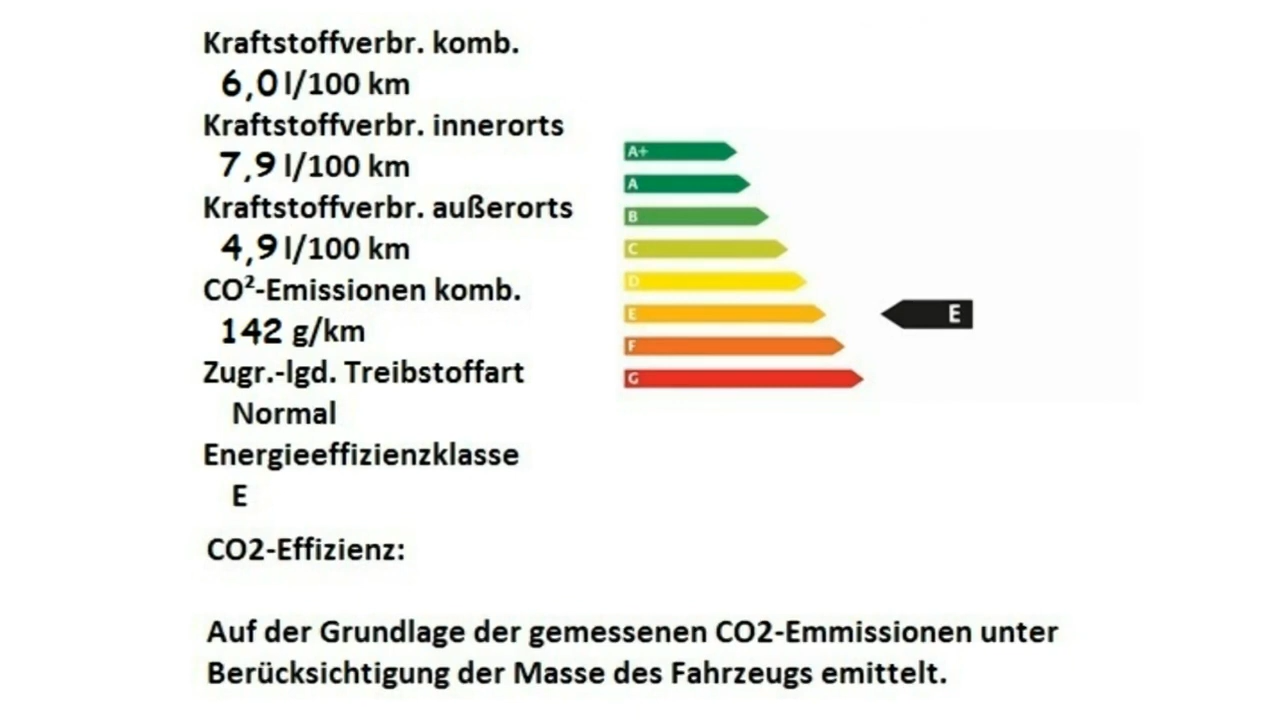 Kraftstoffverbr. komb.
6,0 l/100 km
Kraftstoffverbr. innerorts
7,9 l/100 km
Kraftstoffverbr. außerorts
4,9 l/100 km
CO²-Emissionen komb.
142 g/km
Zugr.-lgd. Treibstoffart
Normal
Energieeffizienzklasse
E
A+
A
B
C
D
E
F
G
E
CO2-Effizienz:
Auf der Grundlage der gemessenen CO2-Emmissionen unter
Berücksichtigung der Masse des Fahrzeugs emittelt.